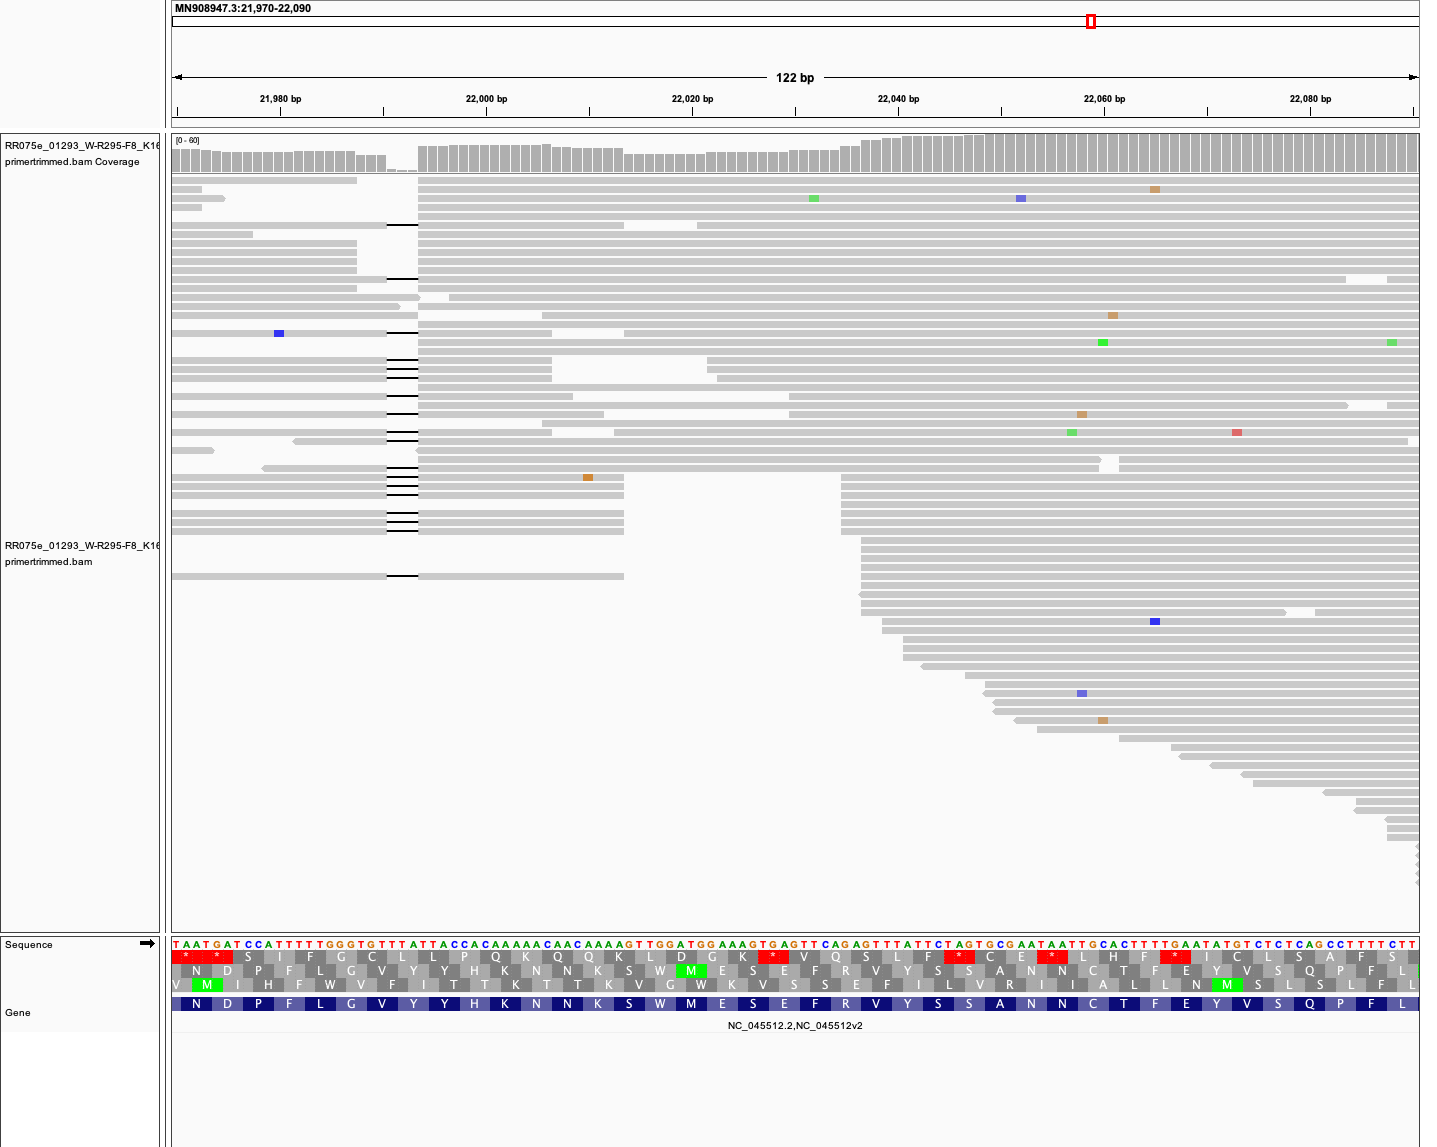 MN908947.3:21,970-22,090
122 bp
21,980 bp 22,000 bp 22,020 bp 22,040 bp 22,060 bp 22,080 bp
RR075e_01293_W-R295-F8_K16
primertrimmed.bam Coverage
[0 - 60]
RR075e_01293_W-R295-F8_K16
primertrimmed.bam
Sequence
TAATGATCCATTTTTGGGTGTTTATTACCACAAAAACAACAAAAGTTGGATGGAAAGTGAGTTCAGAGTTTATTCTAGTGCGAATAATTGCACTTTTGAATATGTCTCTCAGCCTTTTCTT
* * S I F G C L L P Q K Q Q K L D G K * V Q S L F * C E * L H F * I C L S A F S
N D P F L G V Y Y H K N N K S W M E S E F R V Y S S A N N C T F E Y V S Q P F L
V M I H F W V F I T T K T T K V G W K V S S E F I L V R I I A L L N M S L S L F L
Gene
N D P F L G V Y Y H K N N K S W M E S E F R V Y S S A N N C T F E Y V S Q P F L
NC_045512.2,NC_045512v2